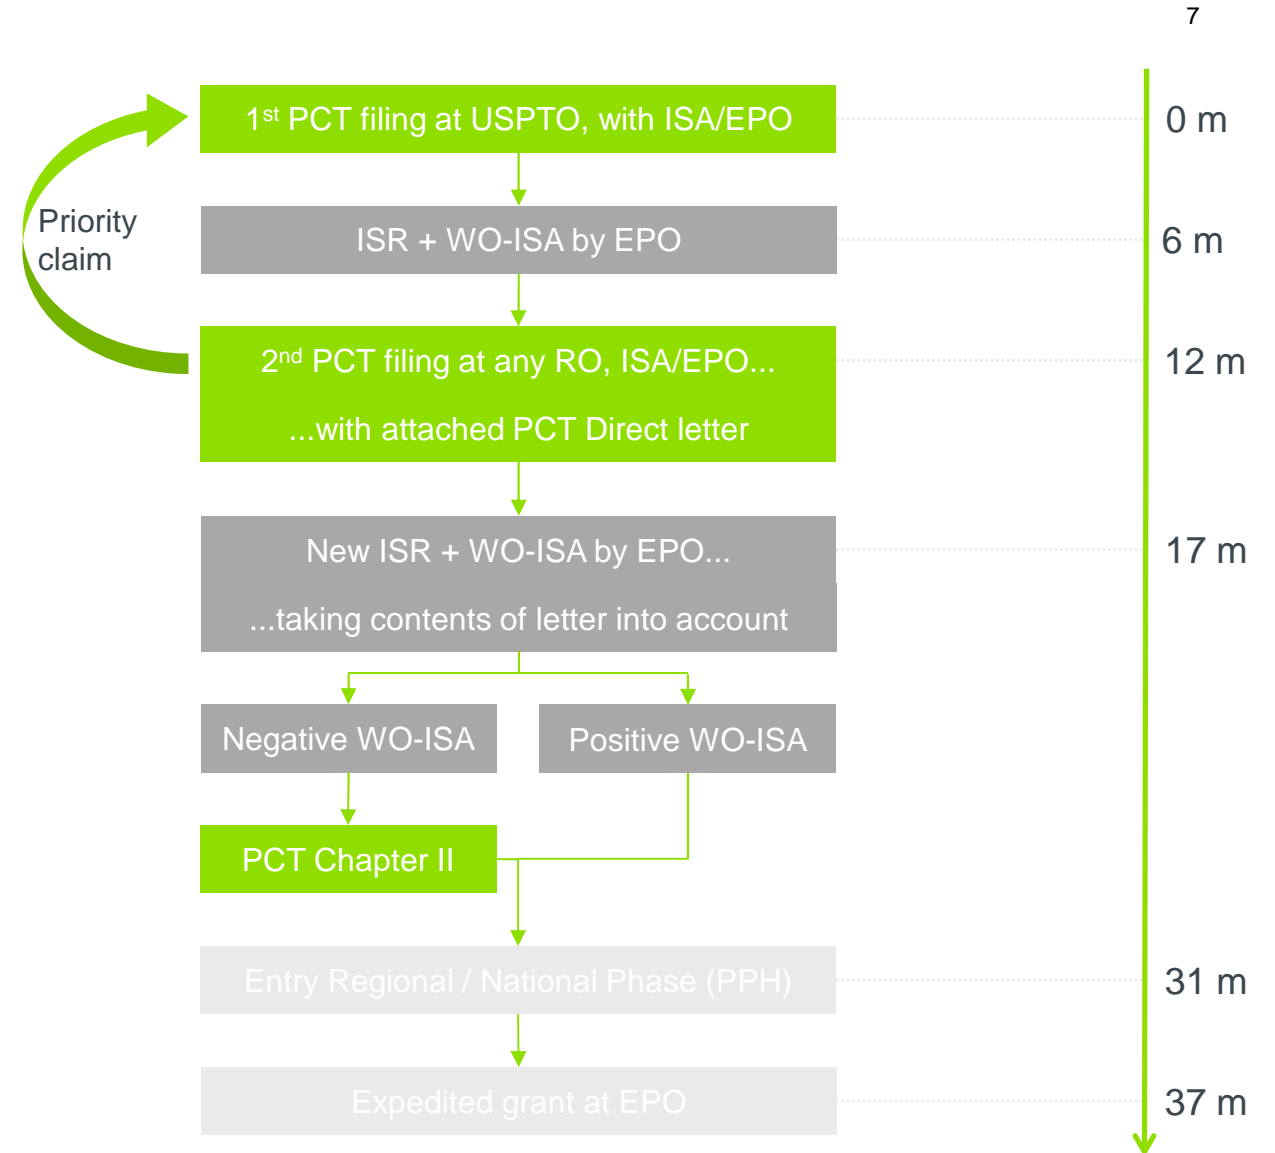 7
1st PCT filing at USPTO, with ISA/EPO
0 m
Priority
claim
ISR + WO-ISA by EPO
6 m
2nd PCT filing at any RO, ISA/EPO...
12 m
...with attached PCT Direct letter
New ISR + WO-ISA by EPO...
17 m
...taking contents of letter into account
Negative WO-ISA
Positive WO-ISA
PCT Chapter II
Entry Regional / National Phase (PPH)
31 m
Expedited grant at EPO
37 m